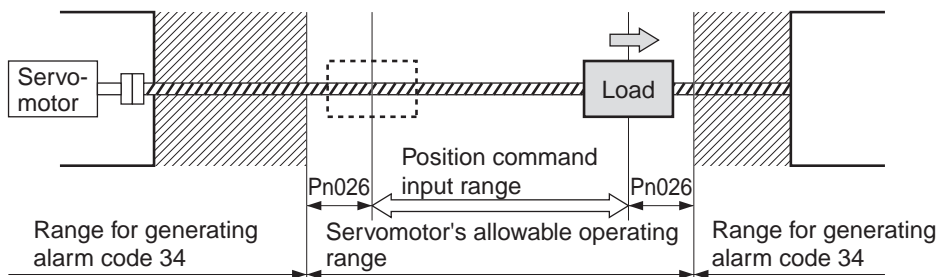 Servo-
motor
Load
Position command
input range
Pn026
Pn026
Range for generating
alarm code 34
Servomotor's allowable operating
range
Range for generating
alarm code 34